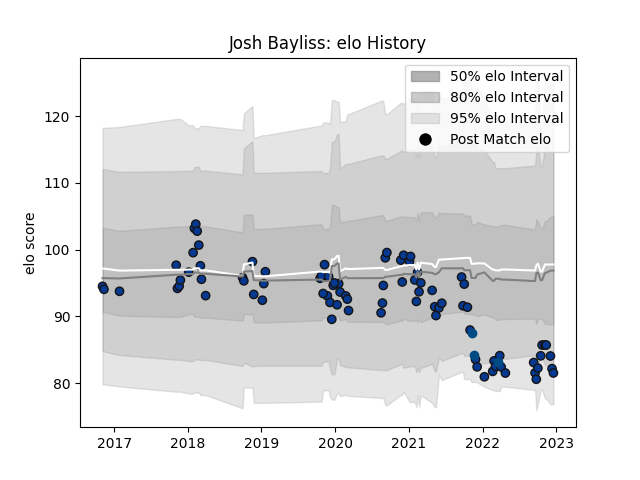 Josh Bayliss: elo History
50% elo Interval
80% elo Interval
95% elo Interval
Post Match elo
elo score
120
110
100
90
80
2017 2018 2019 2020 2021 2022 2023